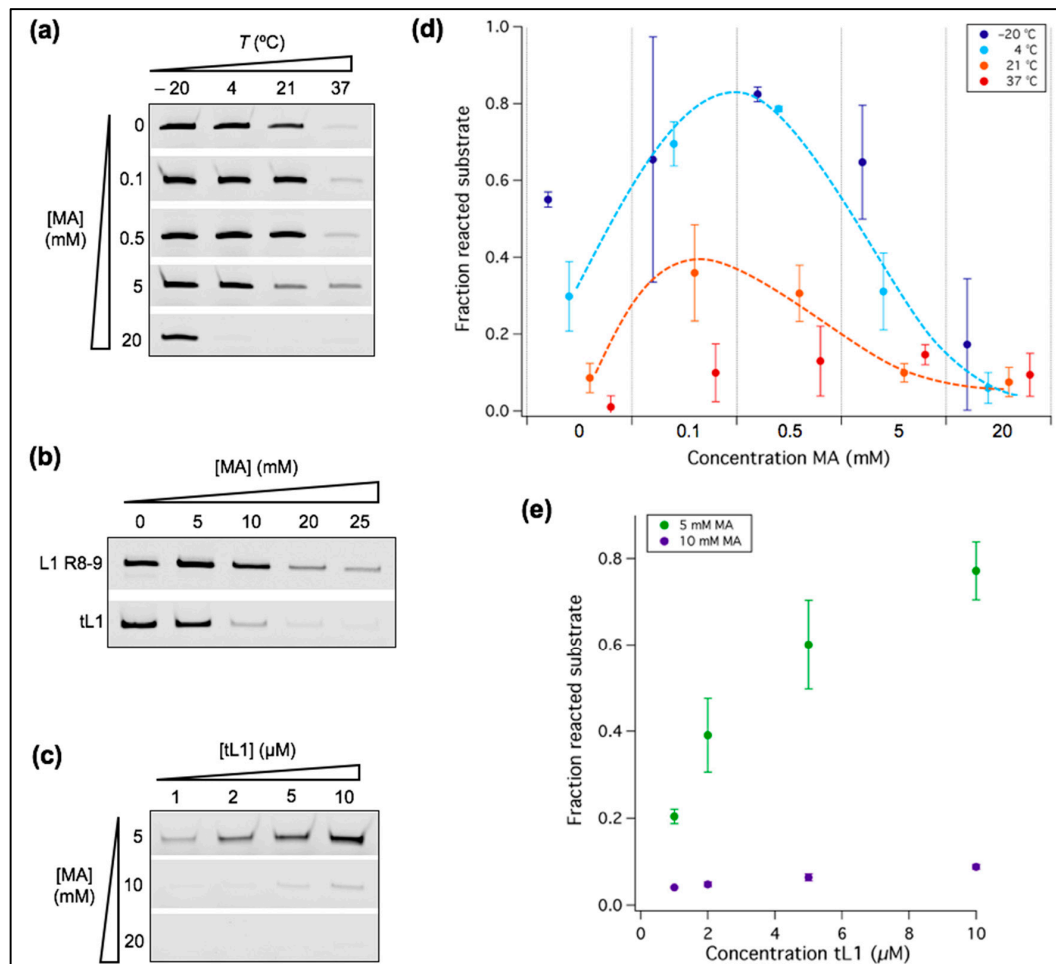 (a)
T (ºC)
– 20 4 21 37
[MA]
(mM)
0
0.1
0.5
5
20
(b)
[MA] (mM)
0 5 10 20 25
L1 R8-9
tL1
(c)
[tL1] (µM)
1 2 5 10
[MA]
(mM)
5
10
20
(d)
Fraction reacted substrate
1.0
0.8
0.6
0.4
0.2
0.0
–20 °C
4 °C
21 °C
37 °C
0 0.1 0.5 5 20
Concentration MA (mM)
(e)
5 mM MA
10 mM MA
Fraction reacted substrate
0.8
0.6
0.4
0.2
0.0
0 2 4 6 8 10
Concentration tL1 (µM)